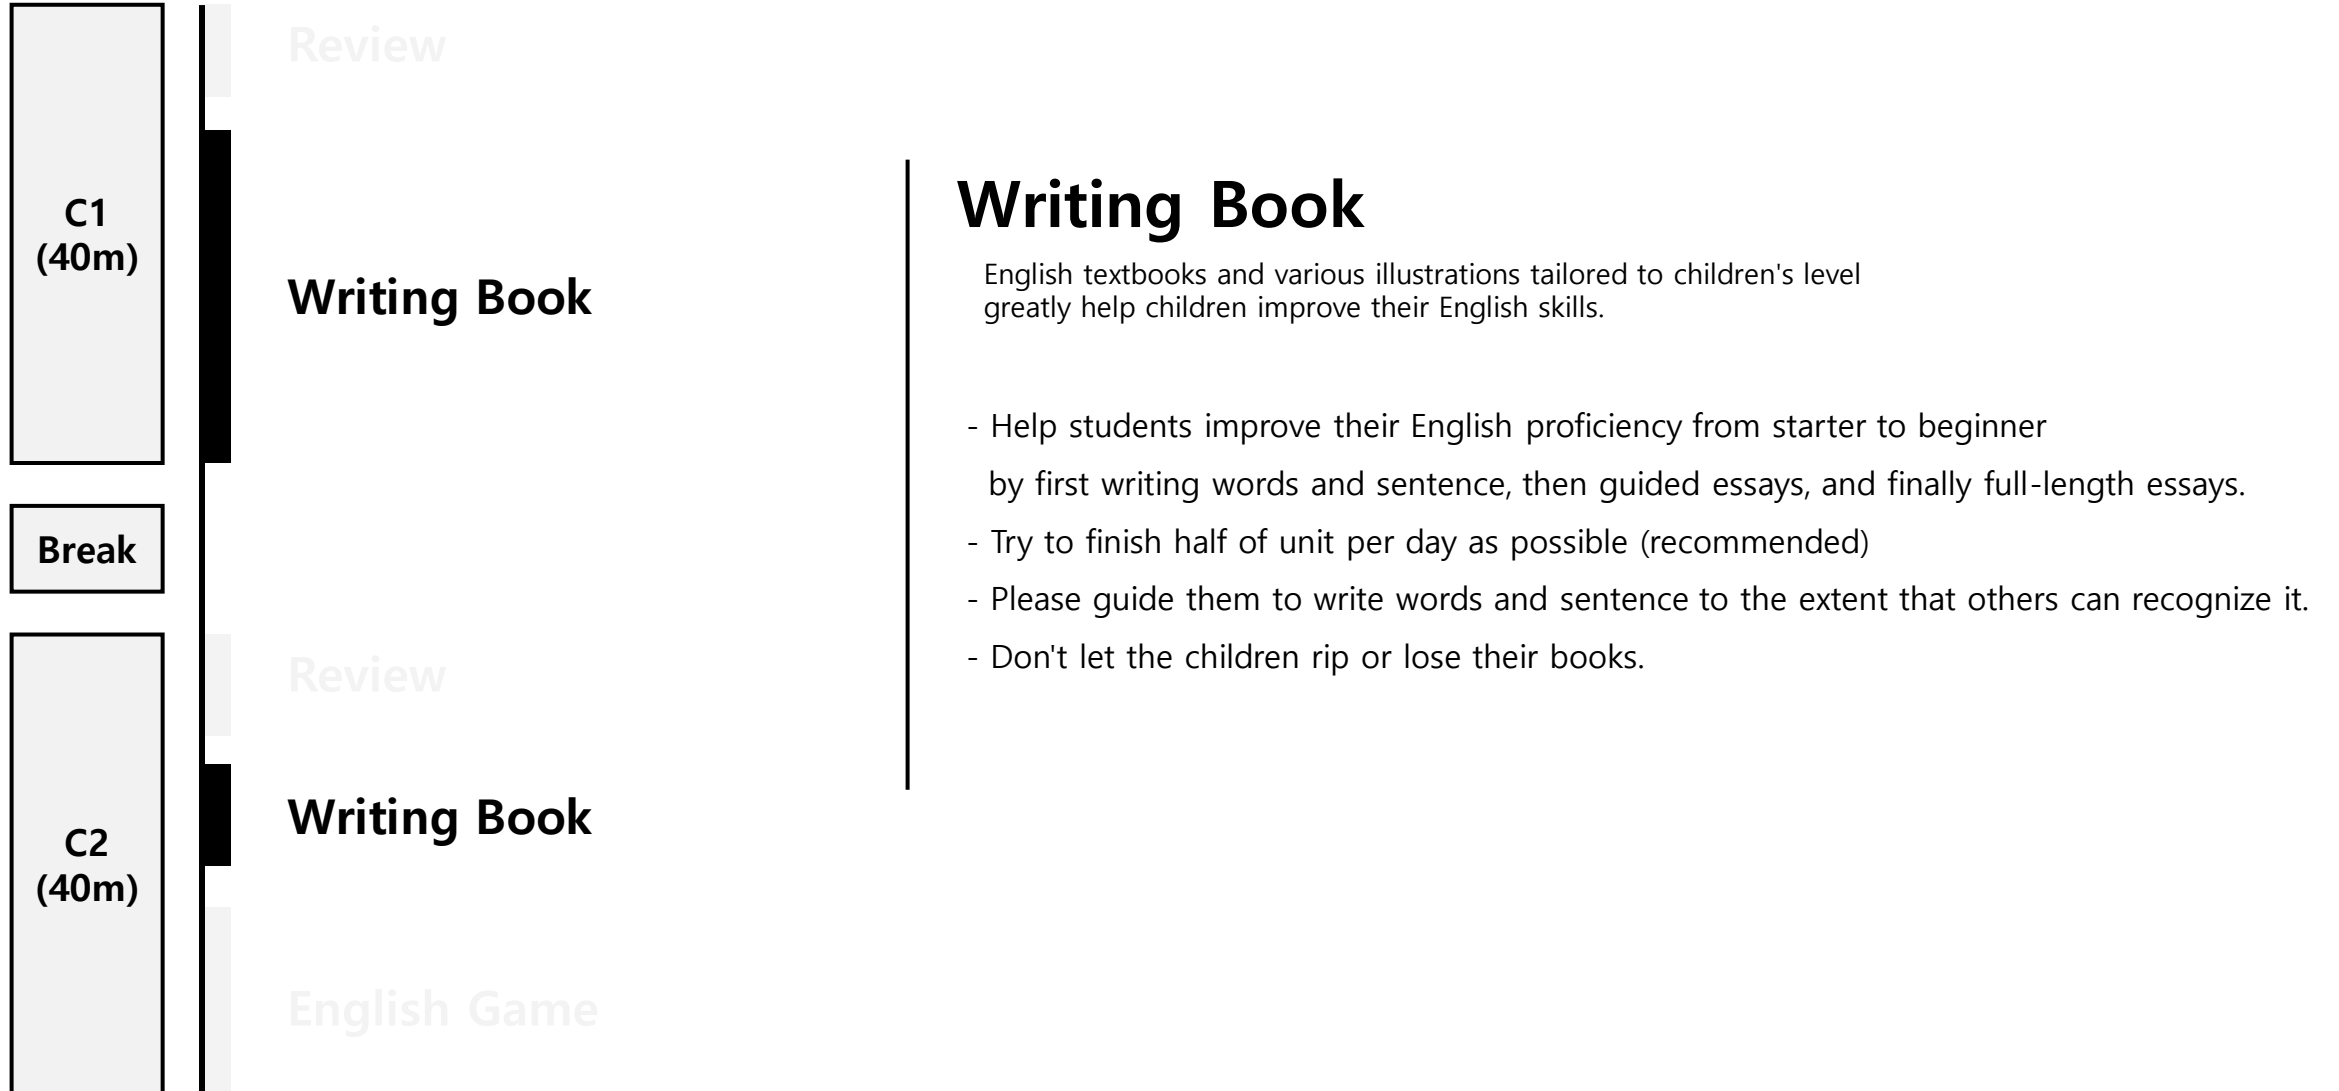 C1
(40m)
Break
C2
(40m)
Review
Writing Book
Review
Writing Book
English Game
Writing Book
English textbooks and various illustrations tailored to children's level
greatly help children improve their English skills.
- Help students improve their English proficiency from starter to beginner
by first writing words and sentence, then guided essays, and finally full-length essays.
- Try to finish half of unit per day as possible (recommended)
- Please guide them to write words and sentence to the extent that others can recognize it.
- Don't let the children rip or lose their books.